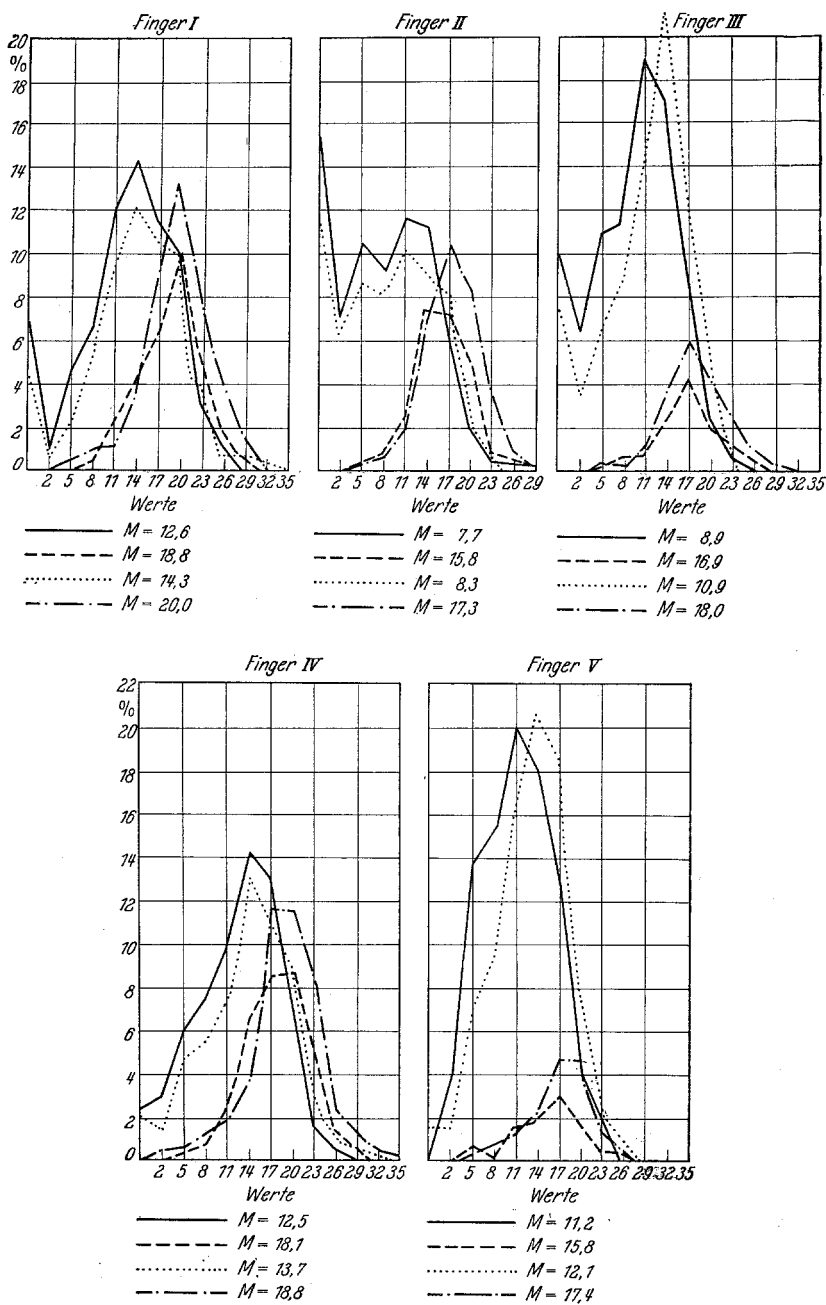 Finger I
20
%
18
16
14
12
10
8
6
4
2
0
2 5 8 11 14 17 20 23 26 29 32 35
Werte
M = 12,6
M = 18,8
M = 14,3
M = 20,0
Finger II
2 5 8 11 14 17 20 23 26 29
Werte
M = 7,7
M = 15,8
M = 8,3
M = 17,3
Finger III
2 5 8 11 14 17 20 23 26 29 32 35
Werte
M = 8,9
M = 16,9
M = 10,9
M = 18,0
Finger IV
22
%
20
18
16
14
12
10
8
6
4
2
0
2 5 8 11 14 17 20 23 26 29 32 35
Werte
M = 12,5
M = 18,1
M = 13,7
M = 18,8
Finger V
2 5 8 11 14 17 20 23 26 29 32 35
Werte
M = 11,2
M = 15,8
M = 12,1
M = 17,4